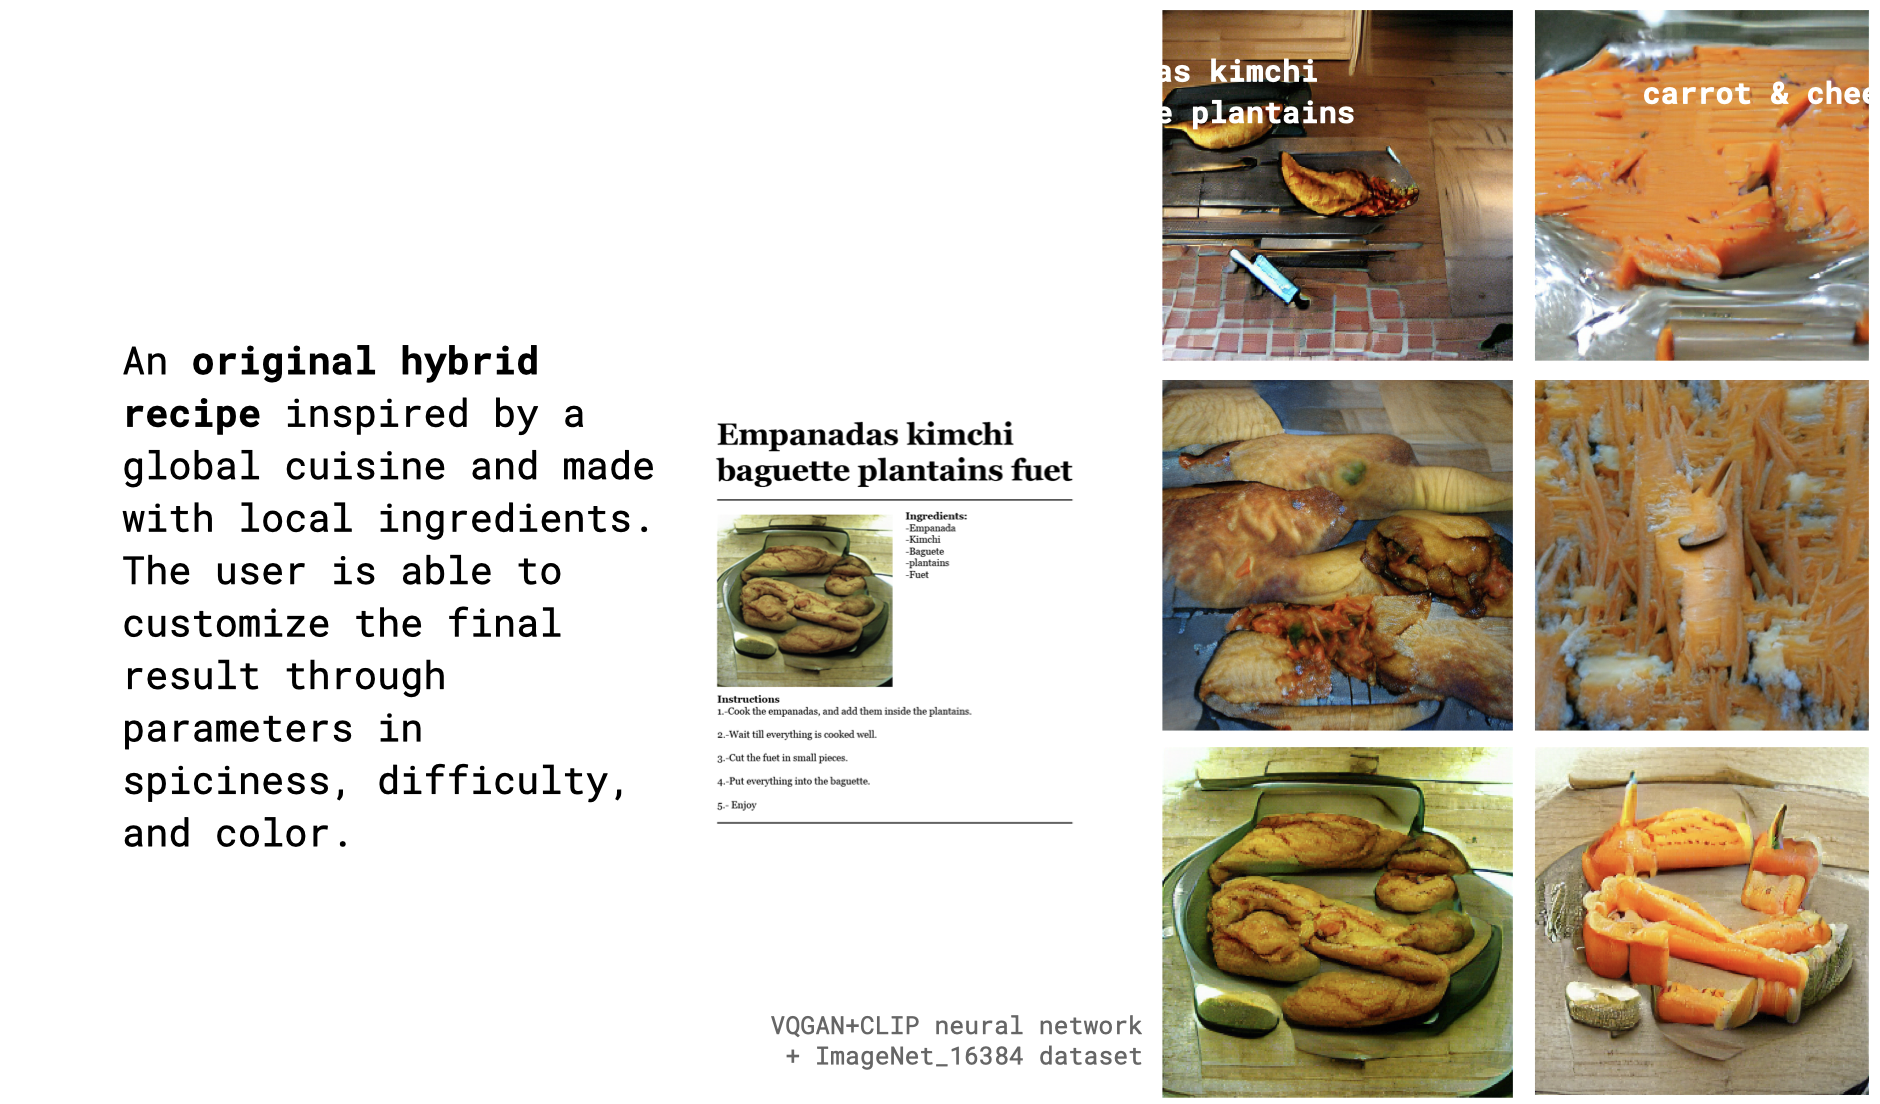 An original hybrid
recipe inspired by a
global cuisine and made
with local ingredients.
The user is able to
customize the final
result through
parameters in
spiciness, difficulty,
and color.
Empanadas kimchi
baguette plantains fuet
Ingredients:
-Empanada
-Kimchi
-Baguete
-plantains
-Fuet
Instructions
1.-Cook the empanadas, and add them inside the plantains.
2.-Wait till everything is cooked well.
3.-Cut the fuet in small pieces.
4.-Put everything into the baguette.
5.- Enjoy
VQGAN+CLIP neural network
+ ImageNet_16384 dataset
as kimchi
e plantains
carrot & chee